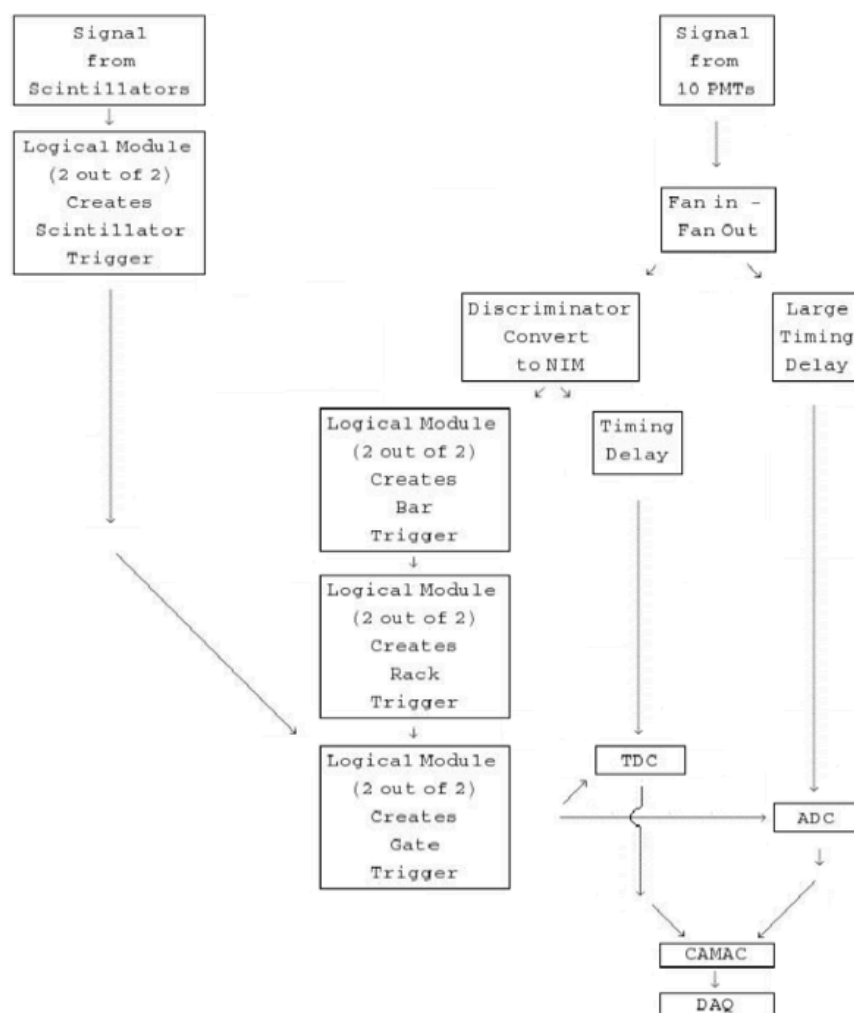 Signal
from
Scintillators
Logical Module
(2 out of 2)
Creates
Scintillator
Trigger
Signal
from
10 PMTs
Fan in -
Fan Out
Discriminator
Convert
to NIM
Large
Timing
Delay
Logical Module
(2 out of 2)
Creates
Bar
Trigger
Timing
Delay
Logical Module
(2 out of 2)
Creates
Rack
Trigger
Logical Module
(2 out of 2)
Creates
Gate
Trigger
TDC
ADC
CAMAC
DAQ